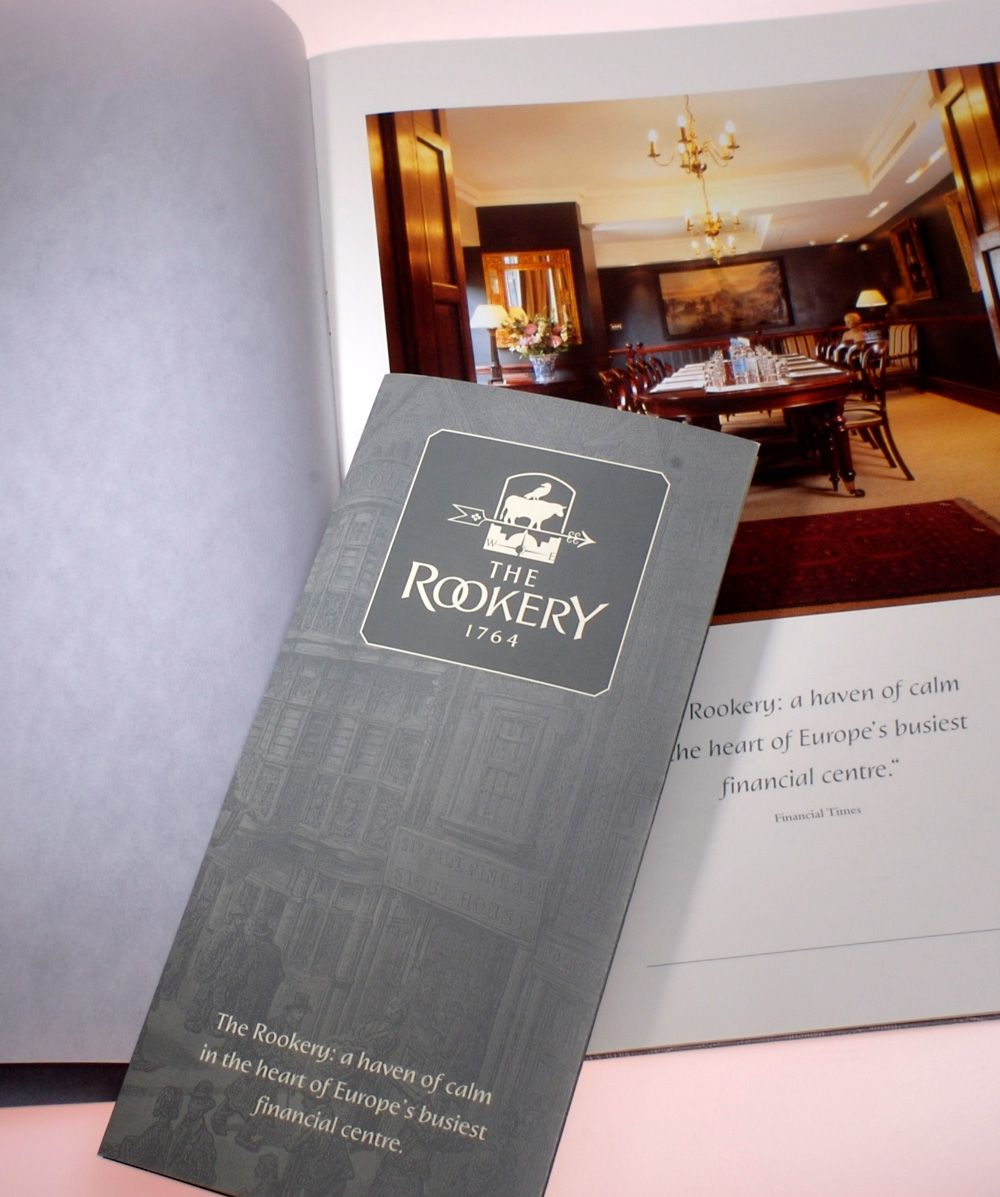 W E
THE
ROOKERY
1764
The Rookery: a haven of calm
in the heart of Europe's busiest
financial centre.
Rookery: a haven of calm
the heart of Europe's busiest
financial centre.“
Financial Times